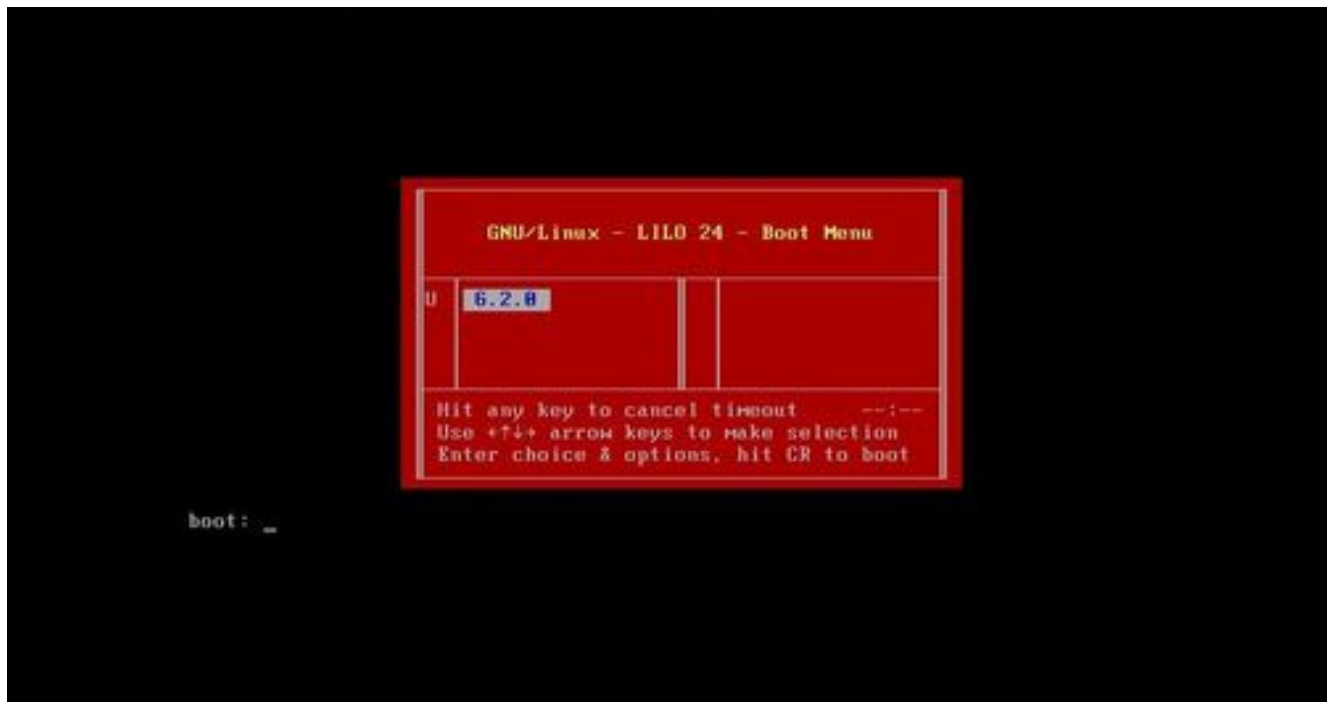 GNU/Linux - LILO 24 - Boot Menu
U 6.2.0
Hit any key to cancel timeout --:--
Use ←↑↓→ arrow keys to make selection
Enter choice & options, hit CR to boot
boot: _